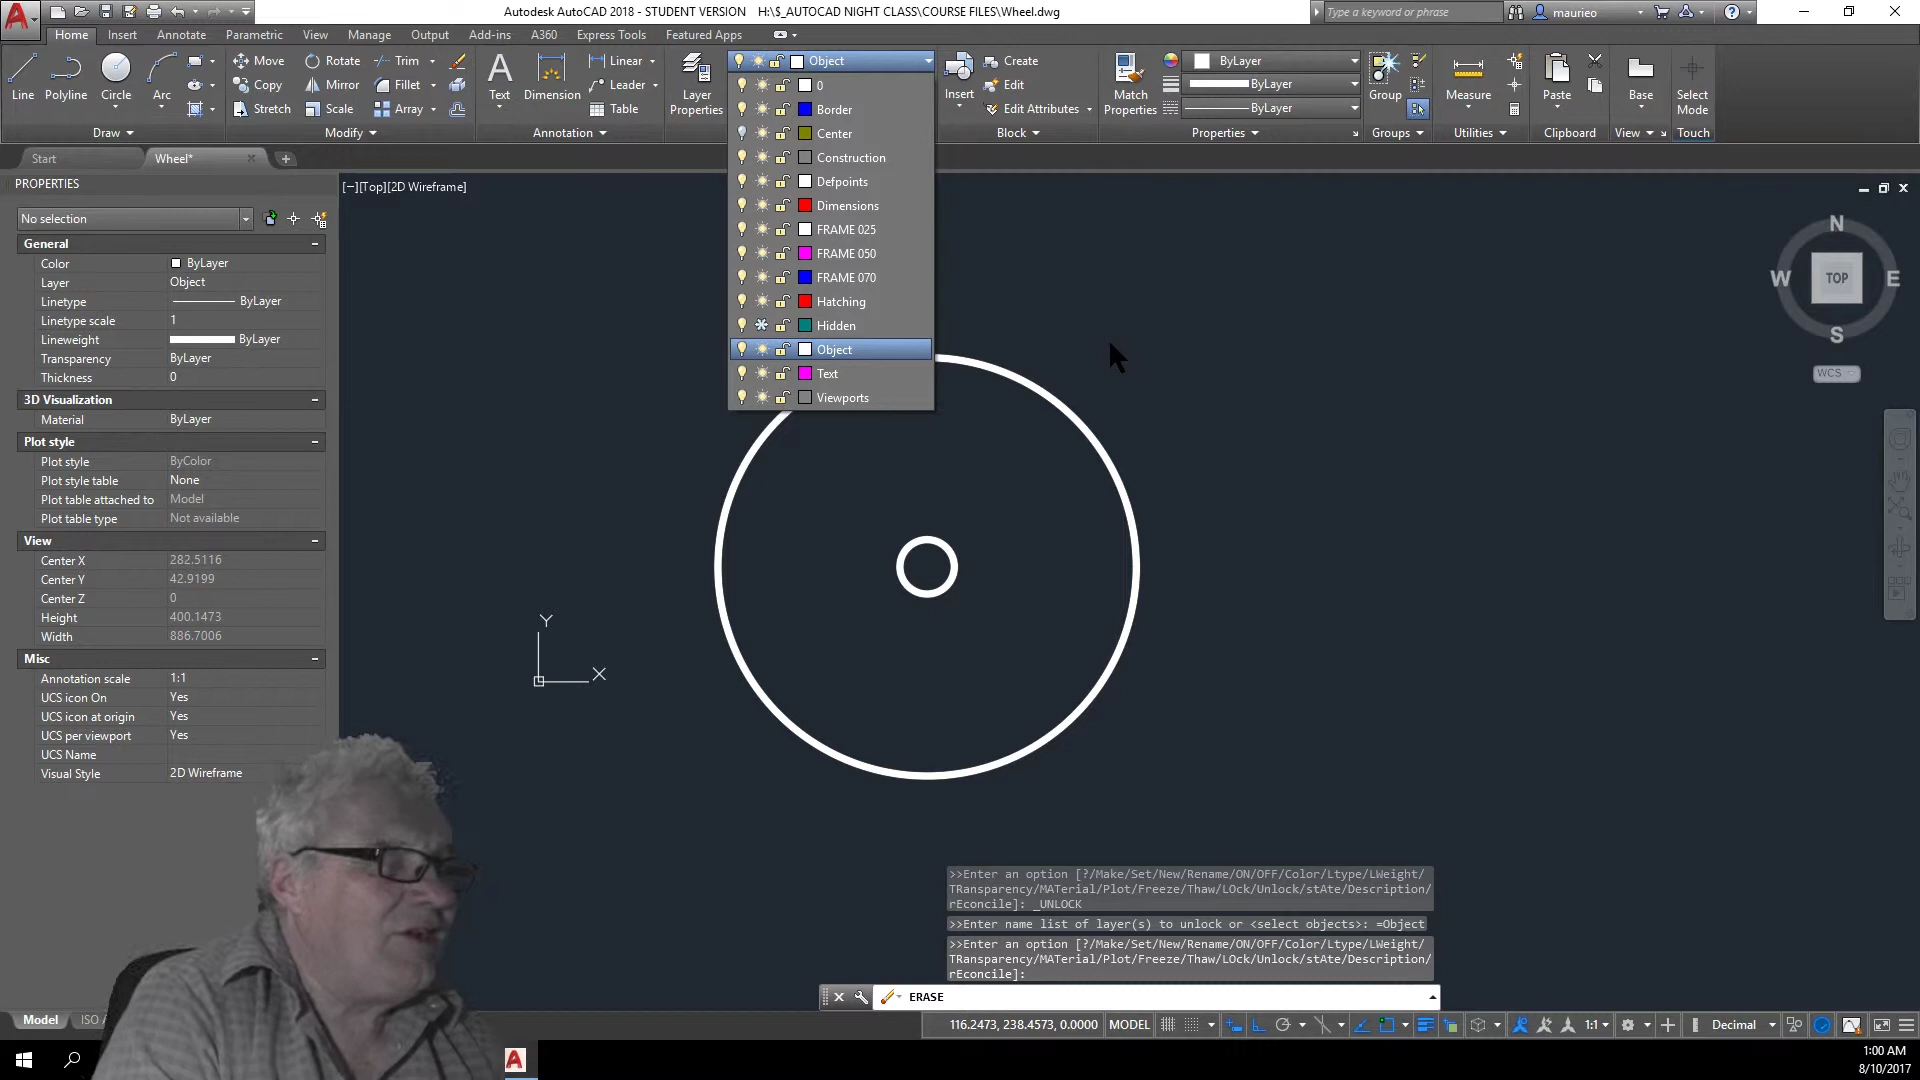 Autodesk AutoCAD 2018 - STUDENT VERSION H:\$_AUTOCAD NIGHT CLASS\COURSE FILES\Wheel.dwg
Type a keyword or phrase
maurieo
Home Insert Annotate Parametric View Manage Output Add-ins A360 Express Tools Featured Apps
Line Polyline Circle Arc
Move Rotate Trim
Copy Mirror Fillet
Stretch Scale Array
Text Dimension
Linear
Leader
Table
Layer
Properties
Object
Insert
Create
Edit
Edit Attributes
Match
Properties
ByLayer
ByLayer
ByLayer
Group
Measure
Paste
Base
Select
Mode
Draw Modify Annotation Block Properties Groups Utilities Clipboard View Touch
0
Border
Center
Construction
Defpoints
Dimensions
FRAME 025
FRAME 050
FRAME 070
Hatching
Hidden
Object
Text
Viewports
Start Wheel*
PROPERTIES
[−][Top][2D Wireframe]
No selection
General
Color ByLayer
Layer Object
Linetype ByLayer
Linetype scale 1
Lineweight ByLayer
Transparency ByLayer
Thickness 0
3D Visualization
Material ByLayer
Plot style
Plot style ByColor
Plot style table None
Plot table attached to Model
Plot table type Not available
View
Center X 282.5116
Center Y 42.9199
Center Z 0
Height 400.1473
Width 886.7006
Misc
Annotation scale 1:1
UCS icon On Yes
UCS icon at origin Yes
UCS per viewport Yes
UCS Name
Visual Style 2D Wireframe
N
W TOP E
S
WCS
Y
X
>>Enter an option [?/Make/Set/New/Rename/ON/OFF/Color/Ltype/LWeight/
TRansparency/MATerial/Plot/Freeze/Thaw/LOck/Unlock/stAte/Description/
rEconcile]: _UNLOCK
>>Enter name list of layer(s) to unlock or <select objects>: =Object
>>Enter an option [?/Make/Set/New/Rename/ON/OFF/Color/Ltype/LWeight/
TRansparency/MATerial/Plot/Freeze/Thaw/LOck/Unlock/stAte/Description/
rEconcile]:
ERASE
Model ISO
116.2473, 238.4573, 0.0000 MODEL 1:1 Decimal
1:00 AM
8/10/2017